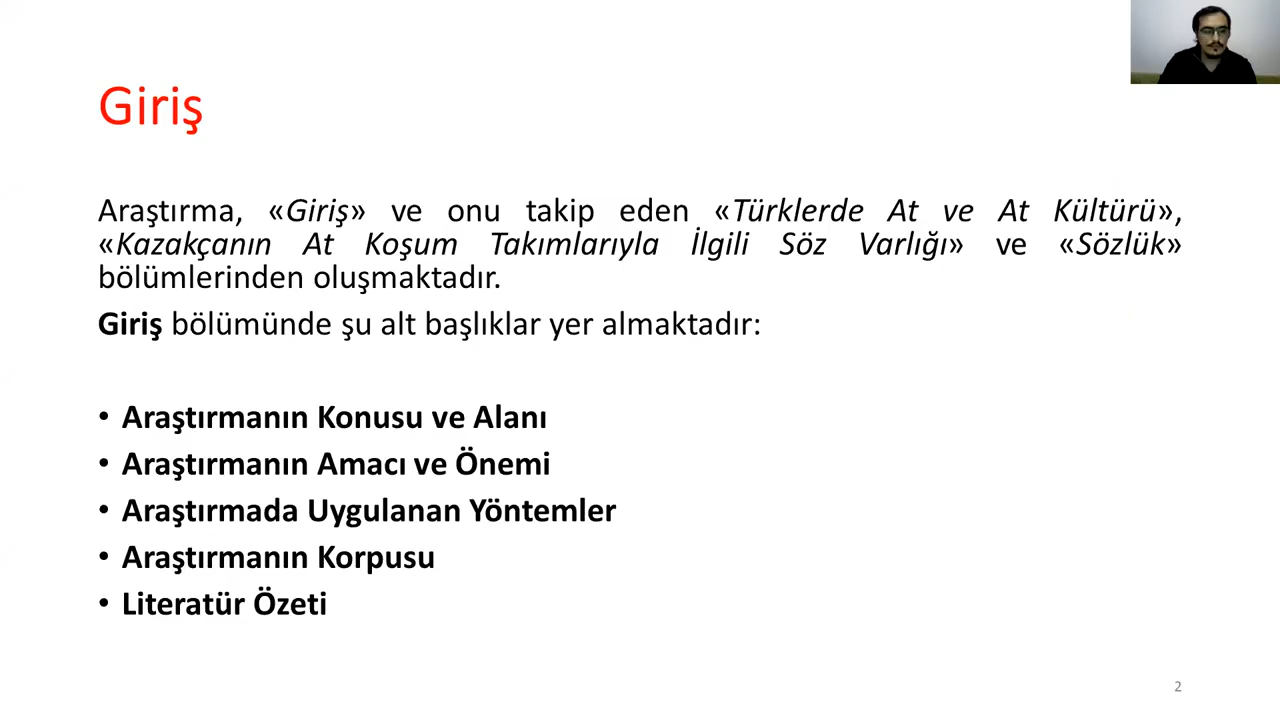 Giriş
Araştırma, «Giriş» ve onu takip eden «Türklerde At ve At Kültürü»,
«Kazakçanın At Koşum Takımlarıyla İlgili Söz Varlığı» ve «Sözlük»
bölümlerinden oluşmaktadır.
Giriş bölümünde şu alt başlıklar yer almaktadır:
• Araştırmanın Konusu ve Alanı
• Araştırmanın Amacı ve Önemi
• Araştırmada Uygulanan Yöntemler
• Araştırmanın Korpusu
• Literatür Özeti
2